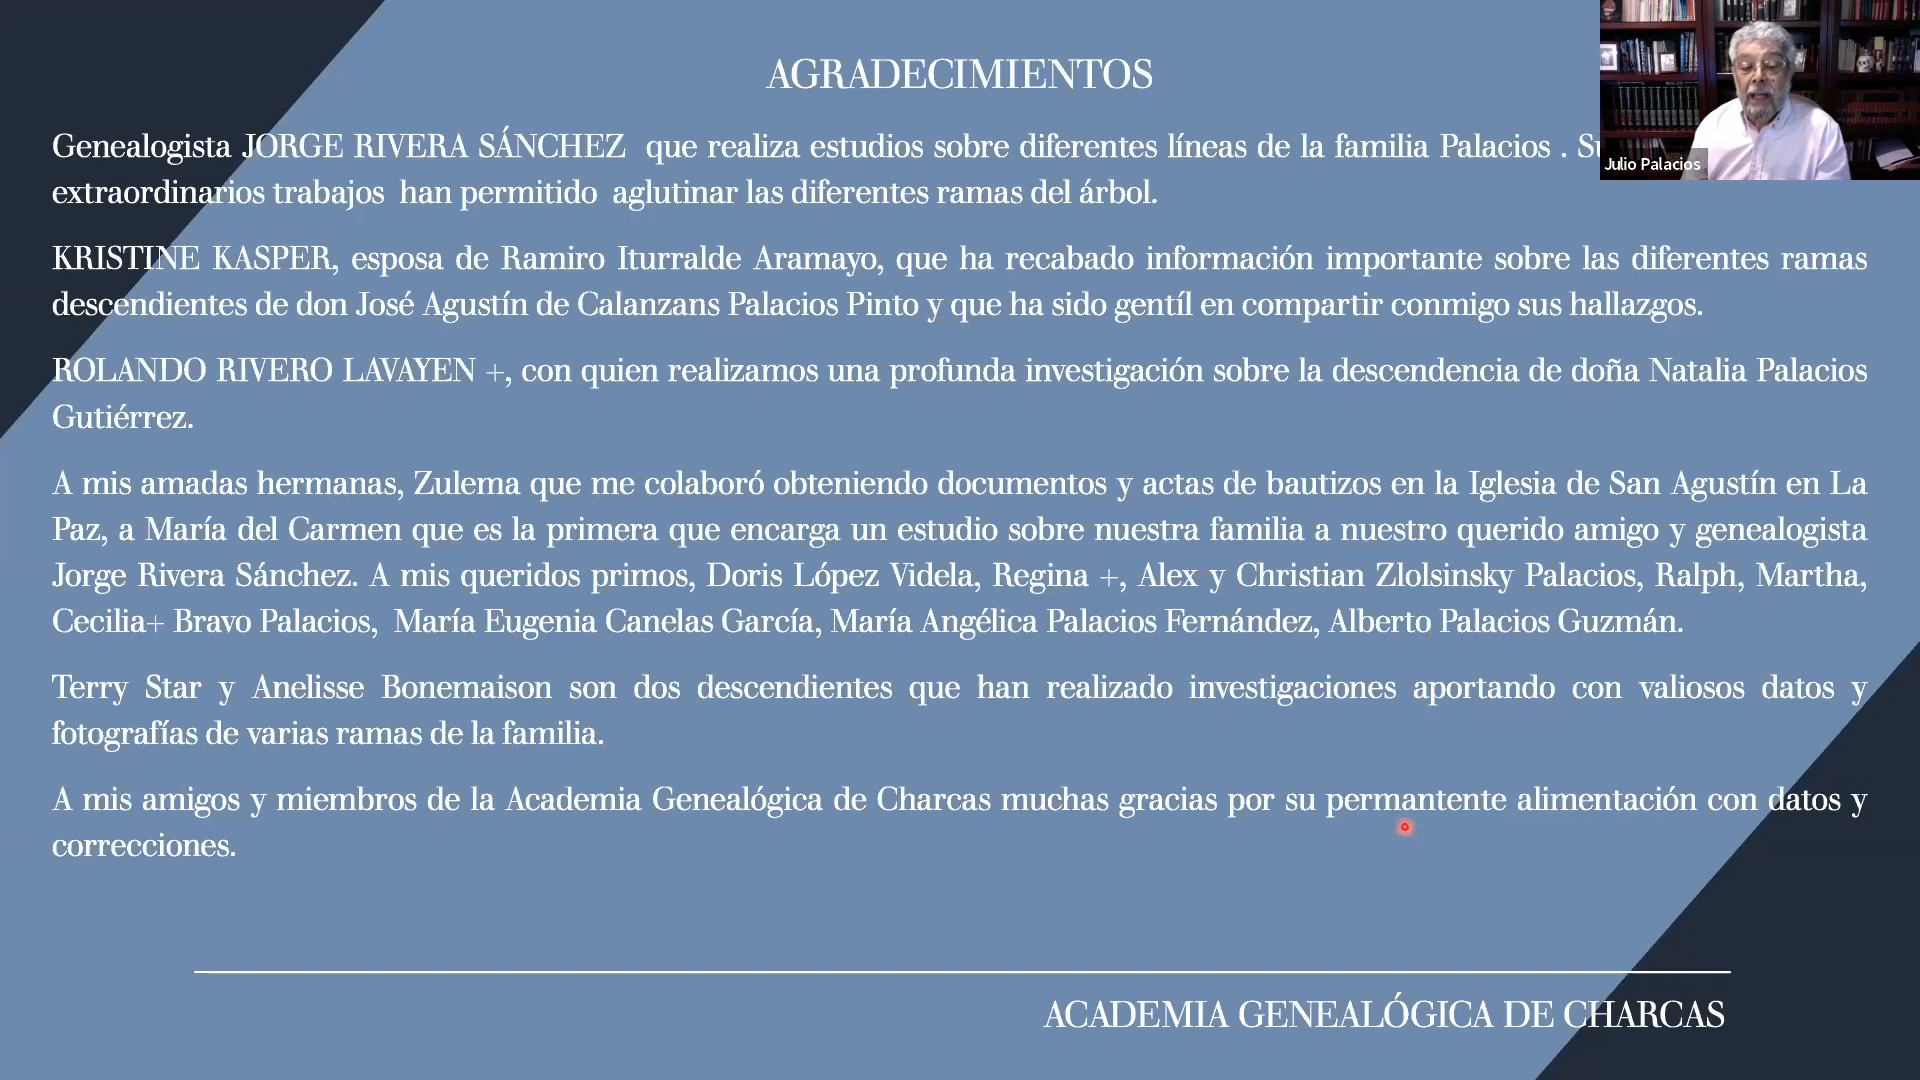 AGRADECIMIENTOS
Genealogista JORGE RIVERA SÁNCHEZ que realiza estudios sobre diferentes líneas de la familia Palacios .
extraordinarios trabajos han permitido aglutinar las diferentes ramas del árbol.
KRISTINE KASPER, esposa de Ramiro Iturralde Aramayo, que ha recabado información importante sobre las diferentes ramas
descendientes de don José Agustín de Calanzans Palacios Pinto y que ha sido gentíl en compartir conmigo sus hallazgos.
ROLANDO RIVERO LAVAYEN +, con quien realizamos una profunda investigación sobre la descendencia de doña Natalia Palacios
Gutiérrez.
A mis amadas hermanas, Zulema que me colaboró obteniendo documentos y actas de bautizos en la Iglesia de San Agustín en La
Paz, a María del Carmen que es la primera que encarga un estudio sobre nuestra familia a nuestro querido amigo y genealogista
Jorge Rivera Sánchez. A mis queridos primos, Doris López Videla, Regina +, Alex y Christian Zlolsinsky Palacios, Ralph, Martha,
Cecilia+ Bravo Palacios, María Eugenia Canelas García, María Angélica Palacios Fernández, Alberto Palacios Guzmán.
Terry Star y Anelisse Bonemaison son dos descendientes que han realizado investigaciones aportando con valiosos datos y
fotografías de varias ramas de la familia.
A mis amigos y miembros de la Academia Genealógica de Charcas muchas gracias por su permantente alimentación con datos y
correcciones.
ACADEMIA GENEALÓGICA DE CHARCAS
Julio Palacios